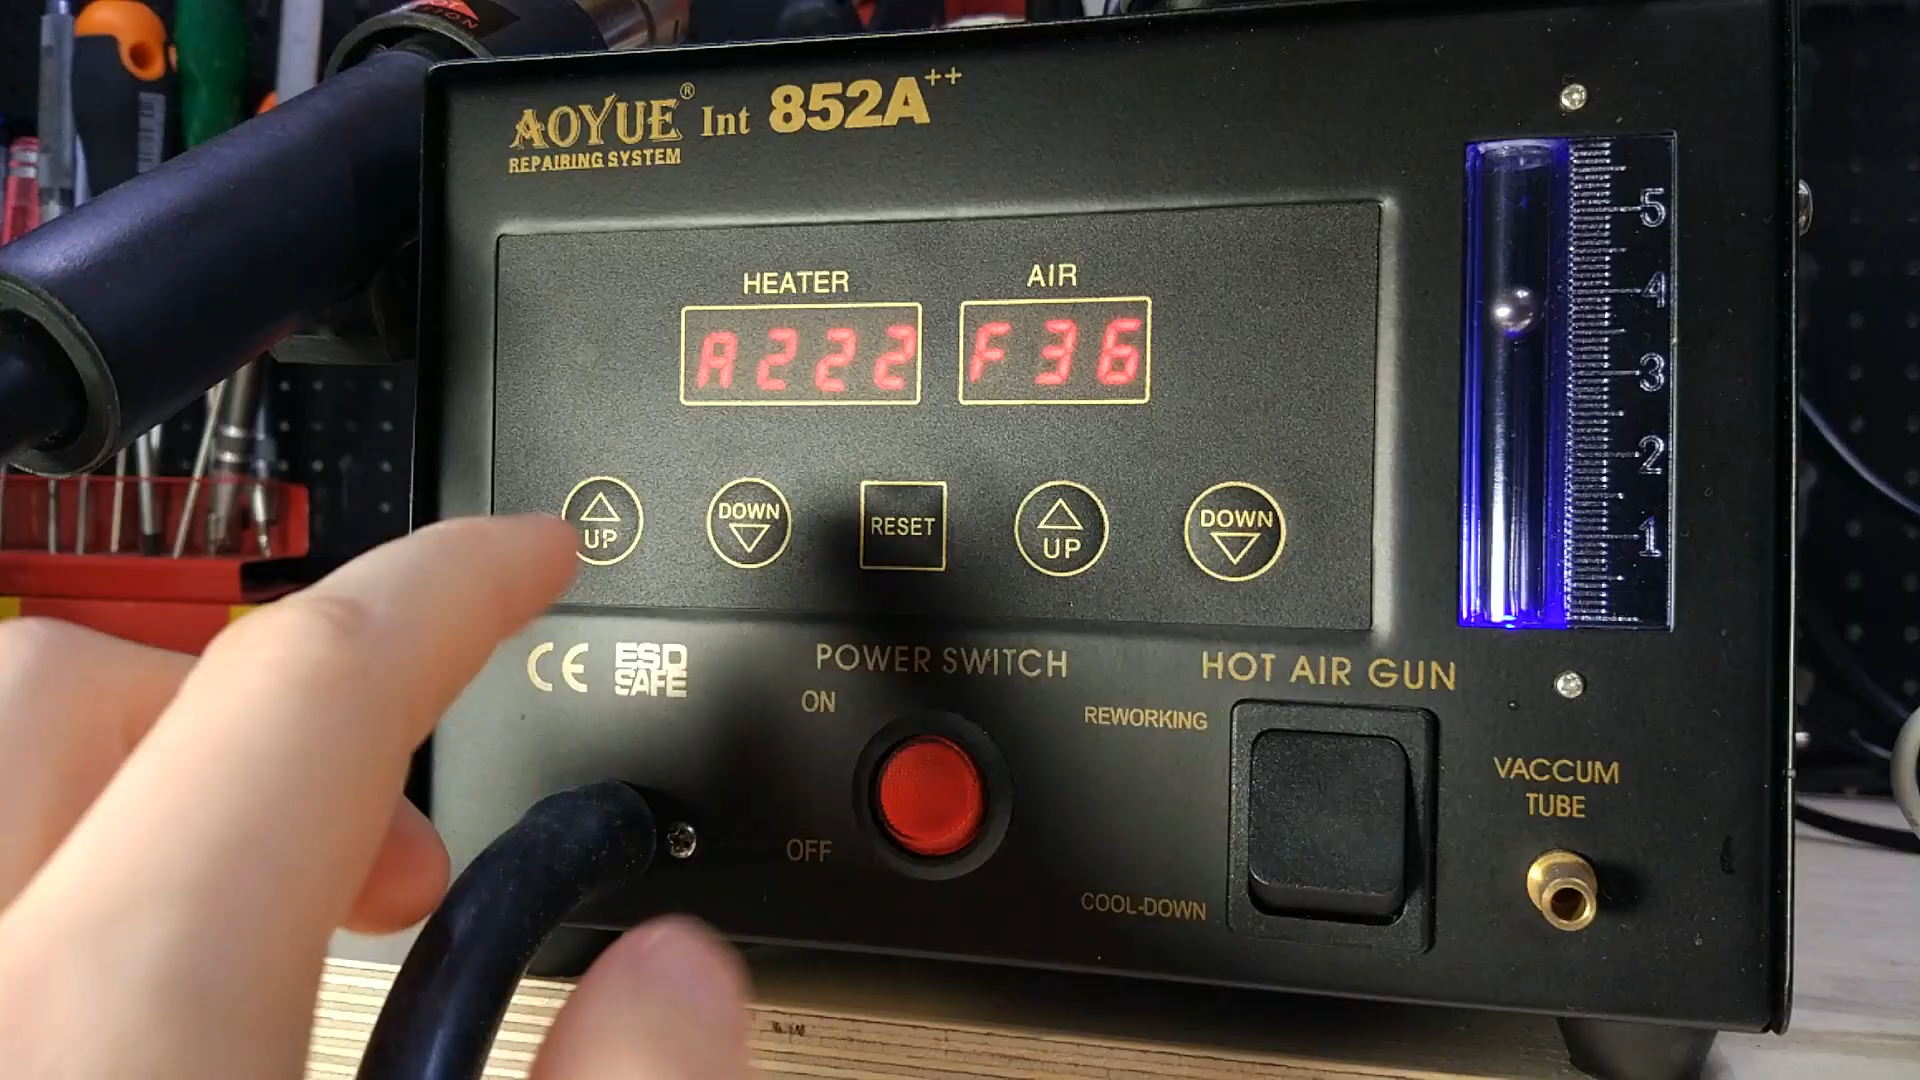 AOYUE® Int 852A++
REPAIRING SYSTEM
HEATER
AIR
A222
F 36
UP
DOWN
RESET
UP
DOWN
5
4
3
2
1
CE
ESD
SAFE
POWER SWITCH
ON
OFF
HOT AIR GUN
REWORKING
COOL-DOWN
VACCUM
TUBE